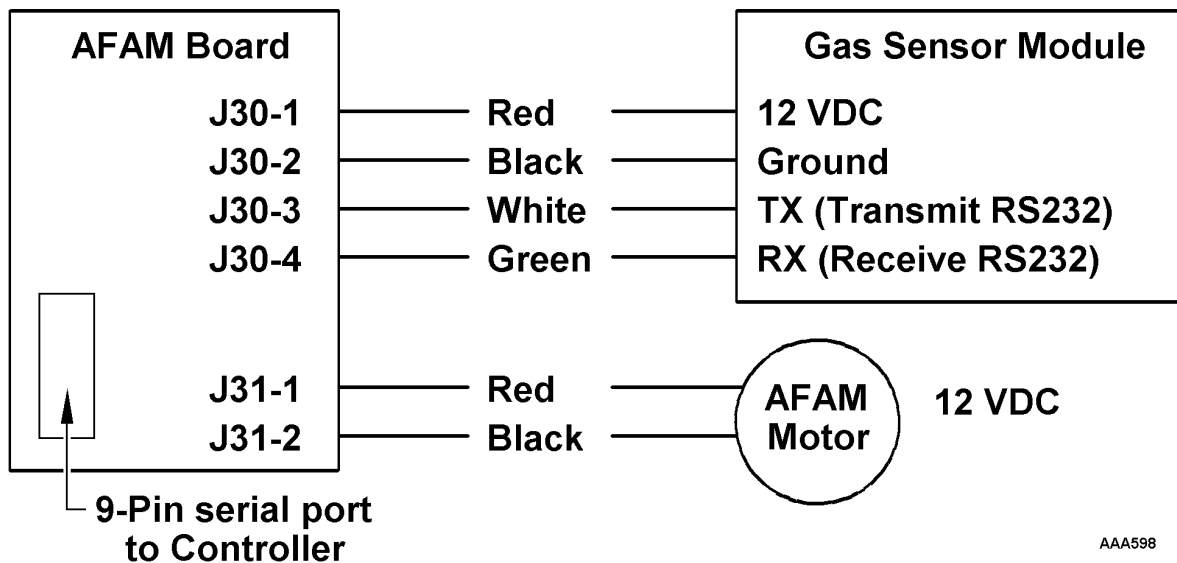 AFAM Board
Gas Sensor Module
J30-1 Red 12 VDC
J30-2 Black Ground
J30-3 White TX (Transmit RS232)
J30-4 Green RX (Receive RS232)
J31-1 Red
J31-2 Black
AFAM
Motor
12 VDC
9-Pin serial port
to Controller
AAA598